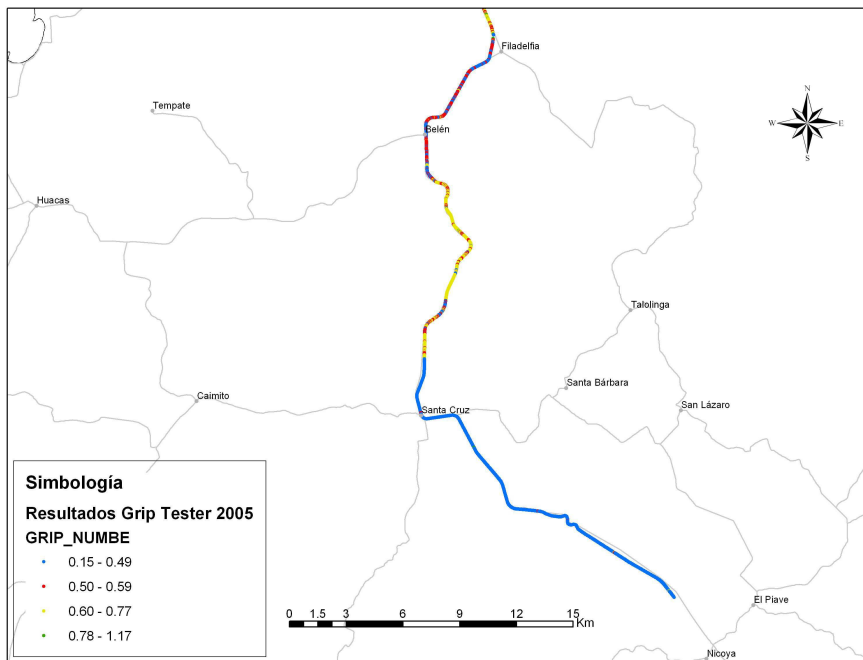 Filadelfia
Tempate
N
W E
S
Belén
Huacas
Talolinga
Santa Bárbara
Caimito
San Lázaro
Santa Cruz
Simbología
Resultados Grip Tester 2005
GRIP_NUMBE
0.15 - 0.49
0.50 - 0.59
0.60 - 0.77
0.78 - 1.17
0 1.5 3 6 9 12 15
Km
El Piave
Nicoya